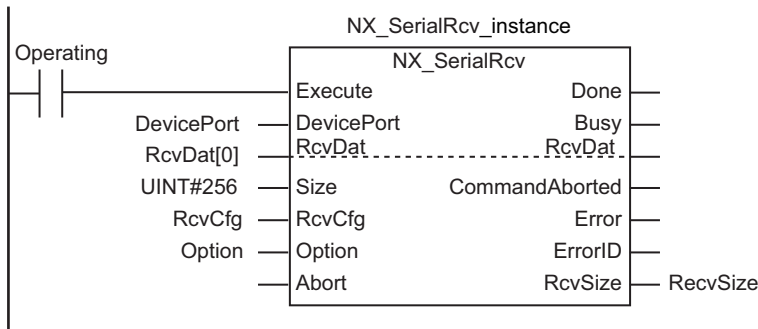 NX_SerialRcv_instance
Operating
NX_SerialRcv
Execute Done
DevicePort DevicePort Busy
RcvDat[0] RcvDat RcvDat
UINT#256 Size CommandAborted
RcvCfg RcvCfg Error
Option Option ErrorID
Abort RcvSize RecvSize